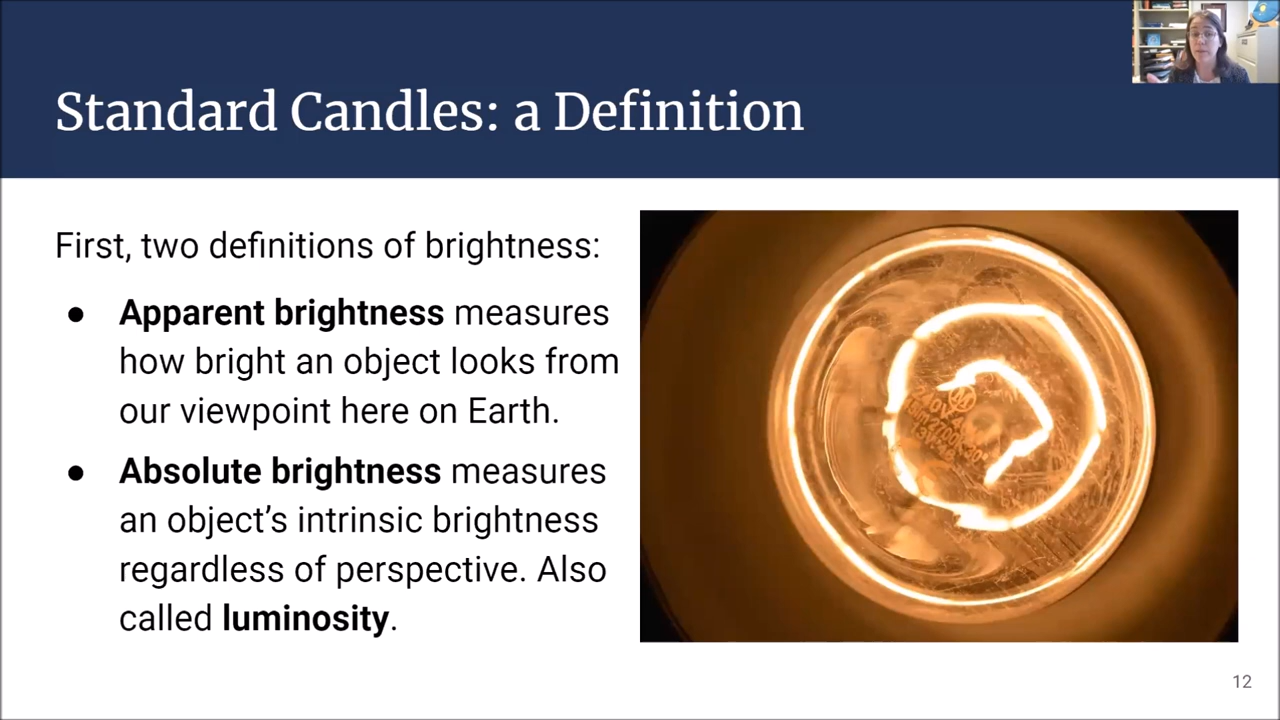 Standard Candles: a Definition
First, two definitions of brightness:
● Apparent brightness measures
how bright an object looks from
our viewpoint here on Earth.
● Absolute brightness measures
an object’s intrinsic brightness
regardless of perspective. Also
called luminosity.
240V
12